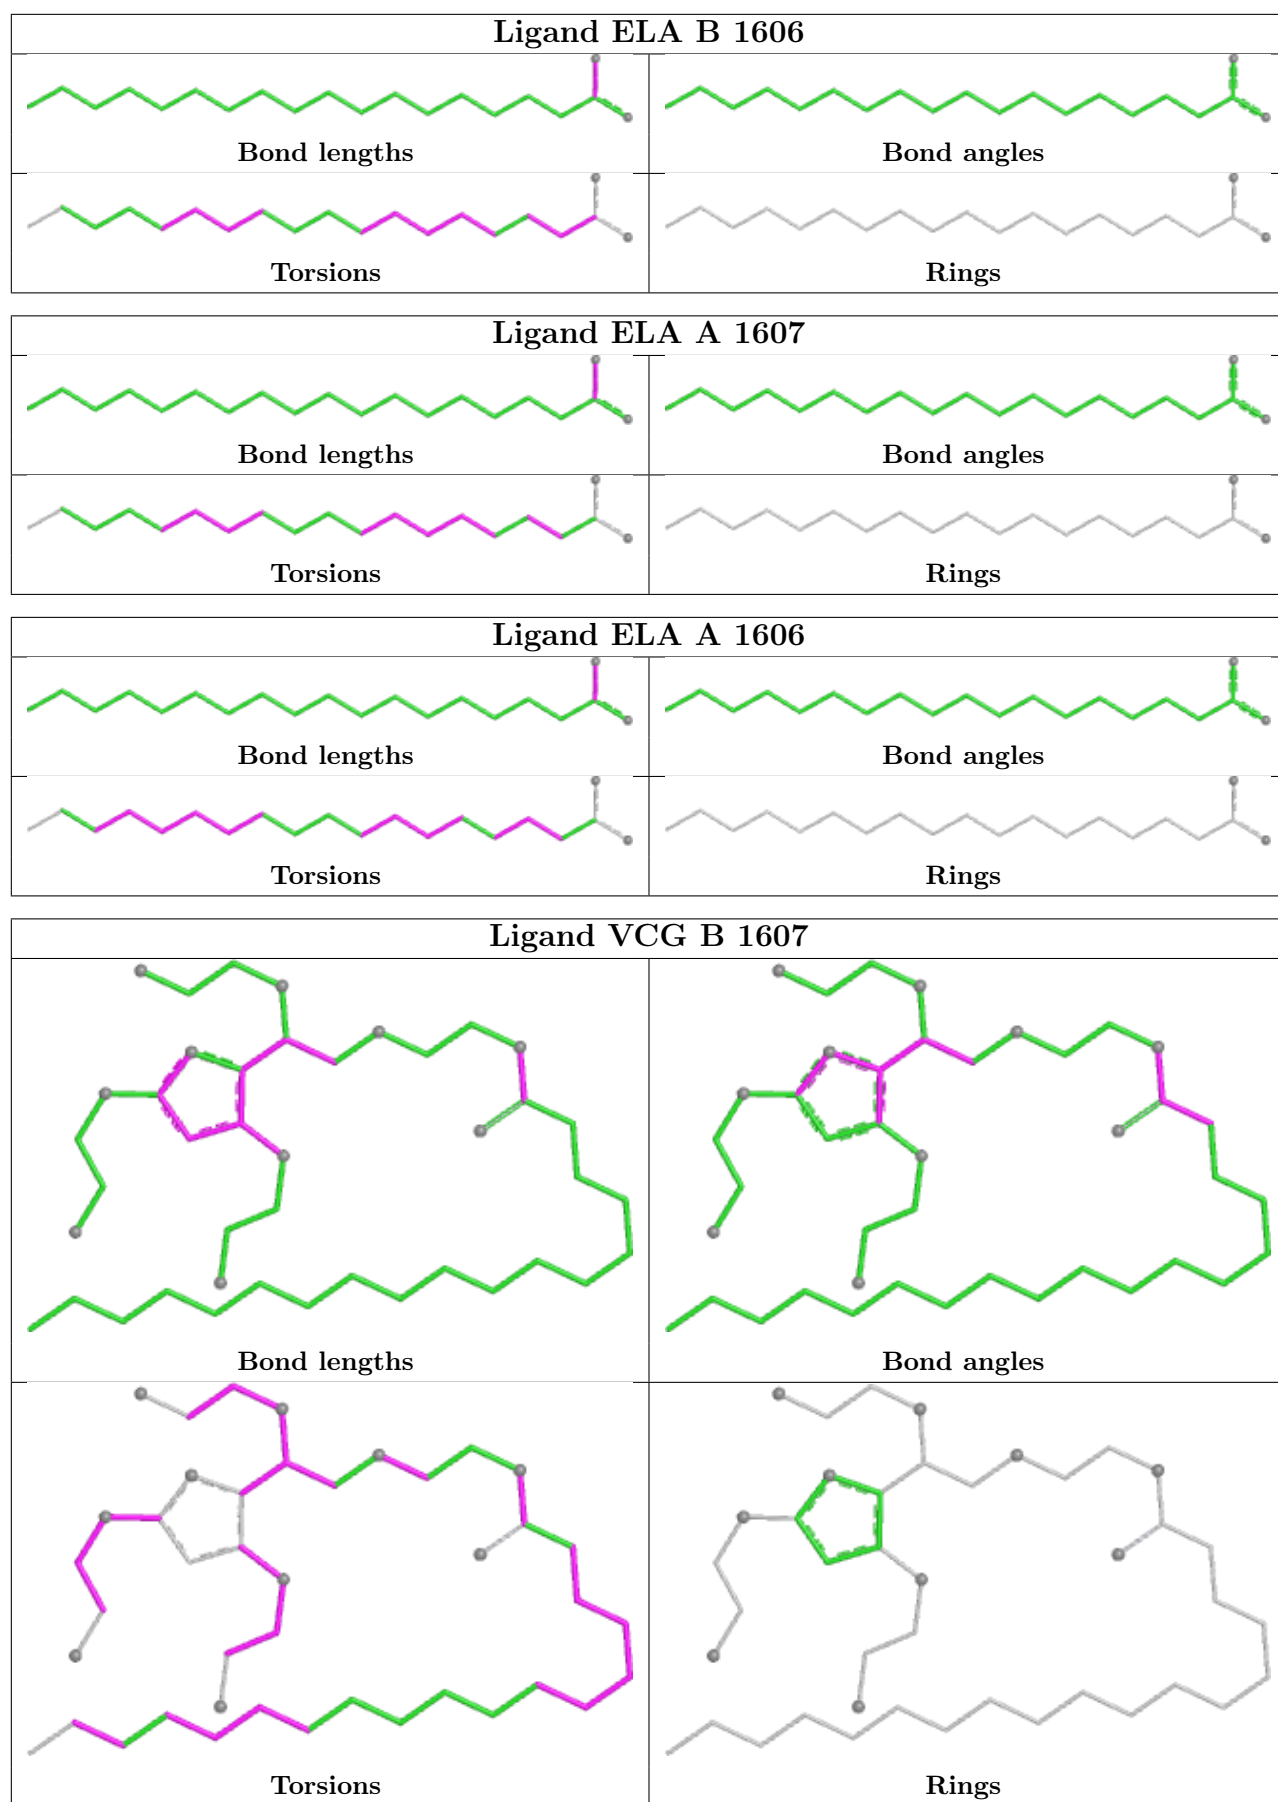 Ligand ELA B 1606
Bond lengths
Bond angles
Torsions
Rings
Ligand ELA A 1607
Bond lengths
Bond angles
Torsions
Rings
Ligand ELA A 1606
Bond lengths
Bond angles
Torsions
Rings
Ligand VCG B 1607
Bond lengths
Bond angles
Torsions
Rings